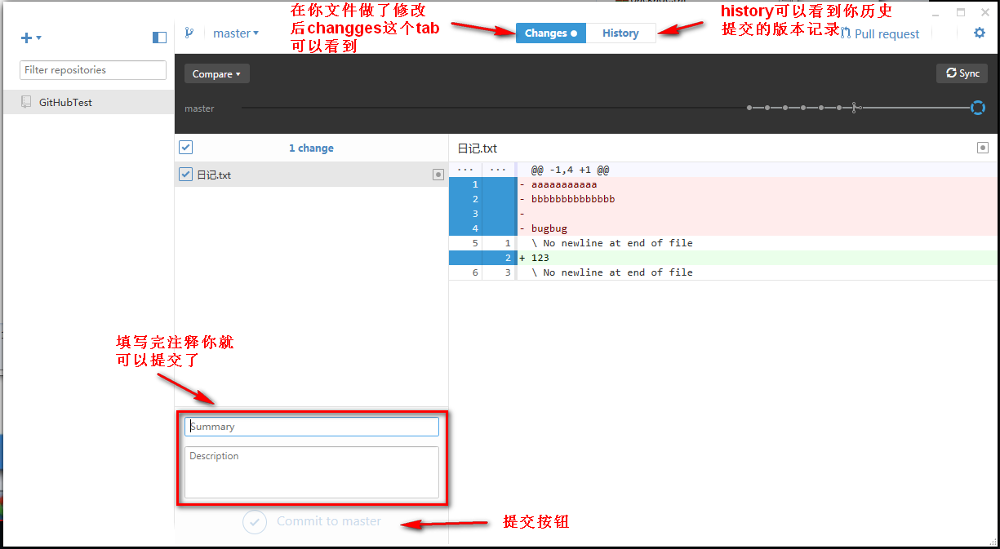 在你文件做了修改
后changges这个tab
可以看到
history可以看到你历史
提交的版本记录
master
Changes
History
Pull request
Filter repositories
GitHubTest
Compare
Sync
master
1 change
日记.txt
日记.txt
... ... @@ -1,4 +1 @@
1 - aaaaaaaaaaa
2 - bbbbbbbbbbbbbb
3 -
4 - bugbug
5 1 \ No newline at end of file
2 + 123
6 3 \ No newline at end of file
填写完注释你就
可以提交了
Summary
Description
Commit to master
提交按钮